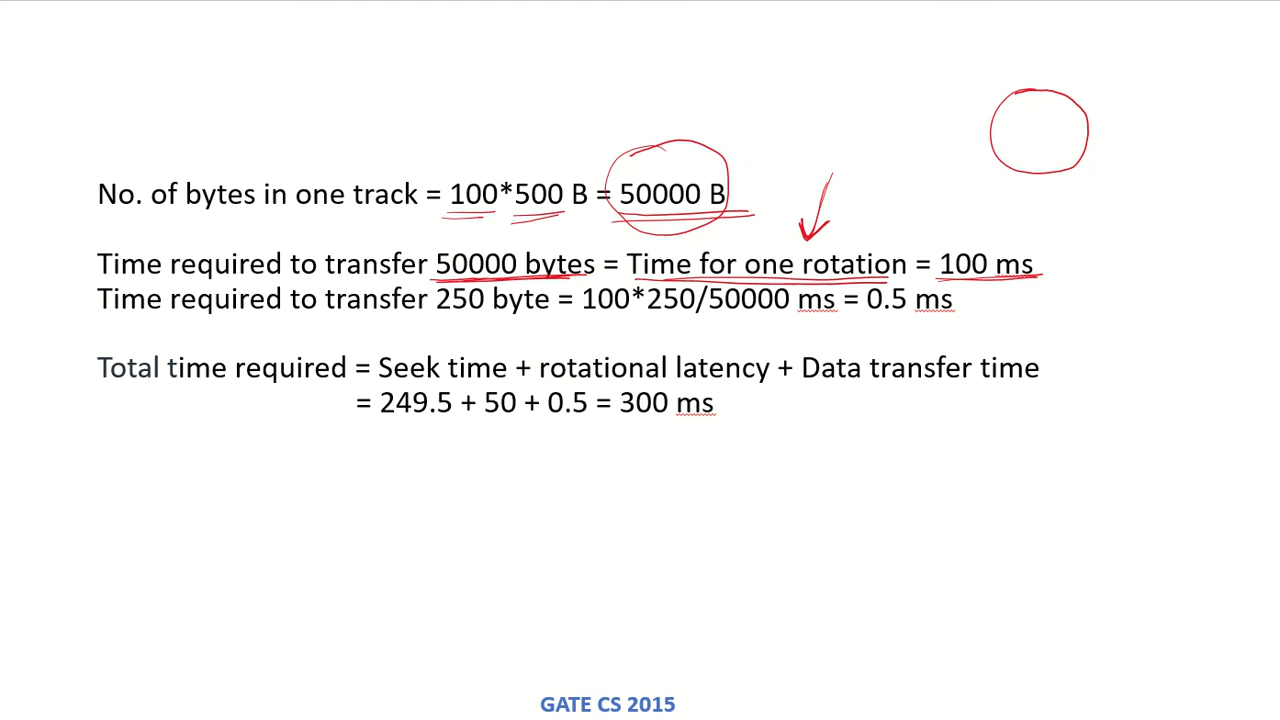 No. of bytes in one track = 100*500 B = 50000 B
Time required to transfer 50000 bytes = Time for one rotation = 100 ms
Time required to transfer 250 byte = 100*250/50000 ms = 0.5 ms
Total time required = Seek time + rotational latency + Data transfer time
= 249.5 + 50 + 0.5 = 300 ms
GATE CS 2015